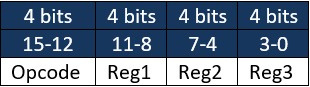 4 bits 4 bits 4 bits 4 bits
15-12 11-8 7-4 3-0
Opcode Reg1 Reg2 Reg3